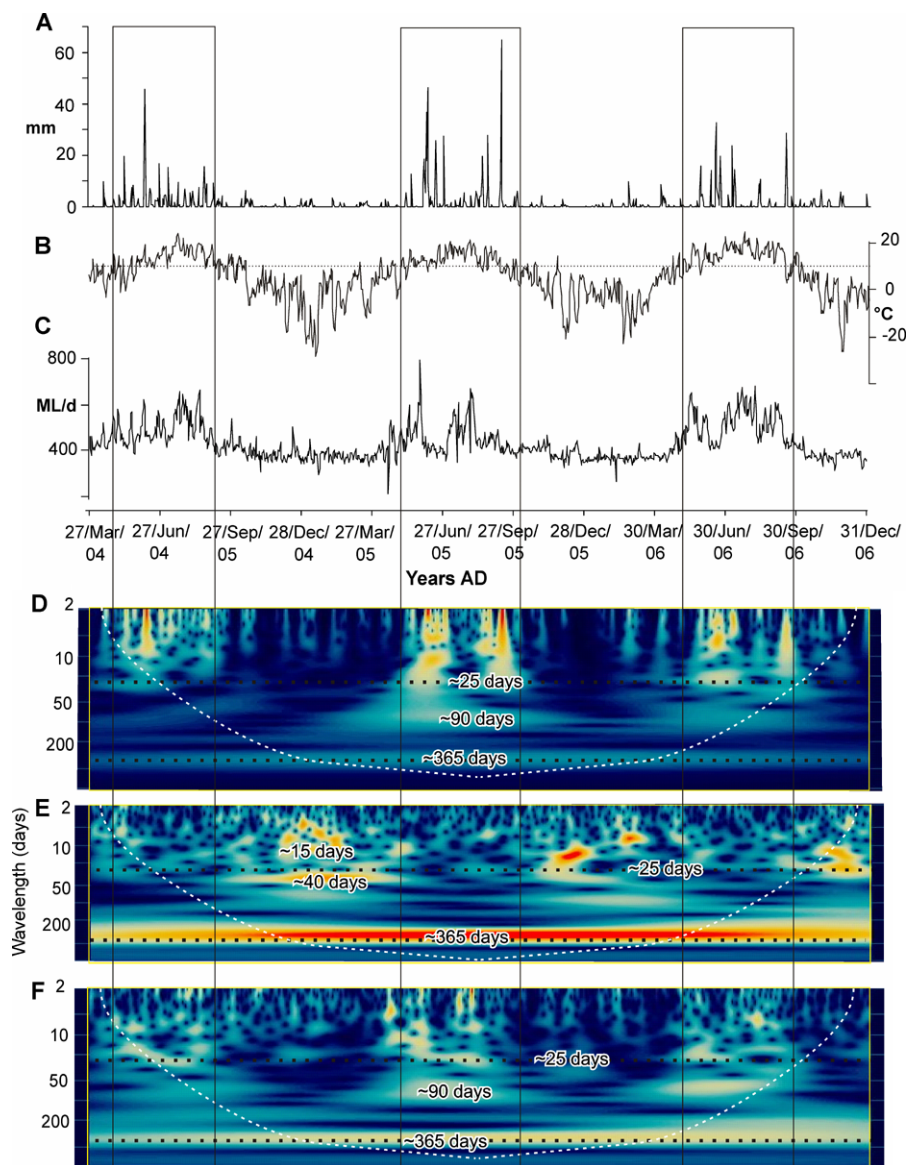 A
60
40
mm
20
0
B
20
0
°C
-20
C
800
ML/d
400
27/Mar/ 27/Jun/ 27/Sep/ 28/Dec/ 27/Mar/ 27/Jun/ 27/Sep/ 28/Dec/ 30/Mar/ 30/Jun/ 30/Sep/ 31/Dec/
04 04 05 04 05 05 05 05 06 06 06 06
Years AD
D
2
10
~25 days
50
~90 days
200
~365 days
Wavelength (days)
E
2
10
~15 days
~25 days
~40 days
50
200
~365 days
F
2
10
~25 days
50
~90 days
200
~365 days